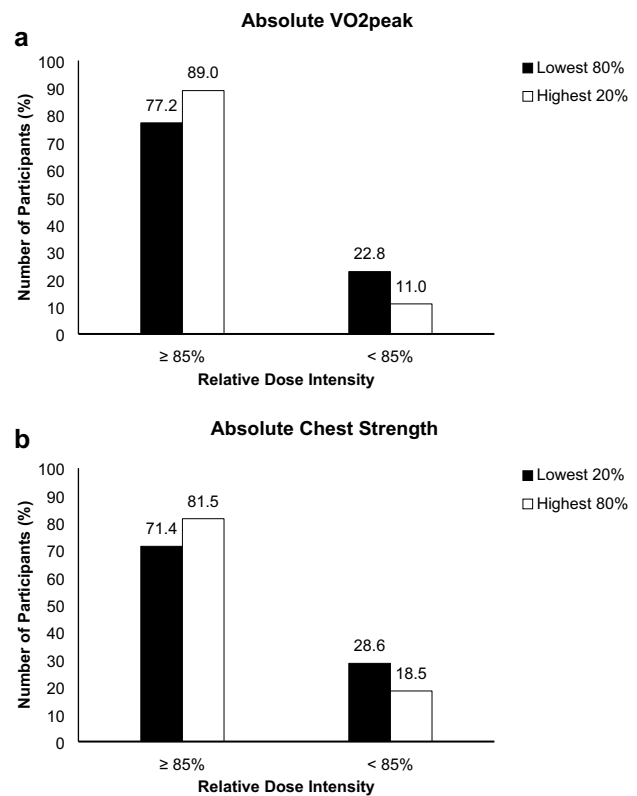 Absolute VO2peak
a
Number of Participants (%)
100
90
80
70
60
50
40
30
20
10
0
77.2
89.0
22.8
11.0
Lowest 80%
Highest 20%
≥ 85%
< 85%
Relative Dose Intensity
Absolute Chest Strength
b
Number of Participants (%)
100
90
80
70
60
50
40
30
20
10
0
71.4
81.5
28.6
18.5
Lowest 20%
Highest 80%
≥ 85%
< 85%
Relative Dose Intensity